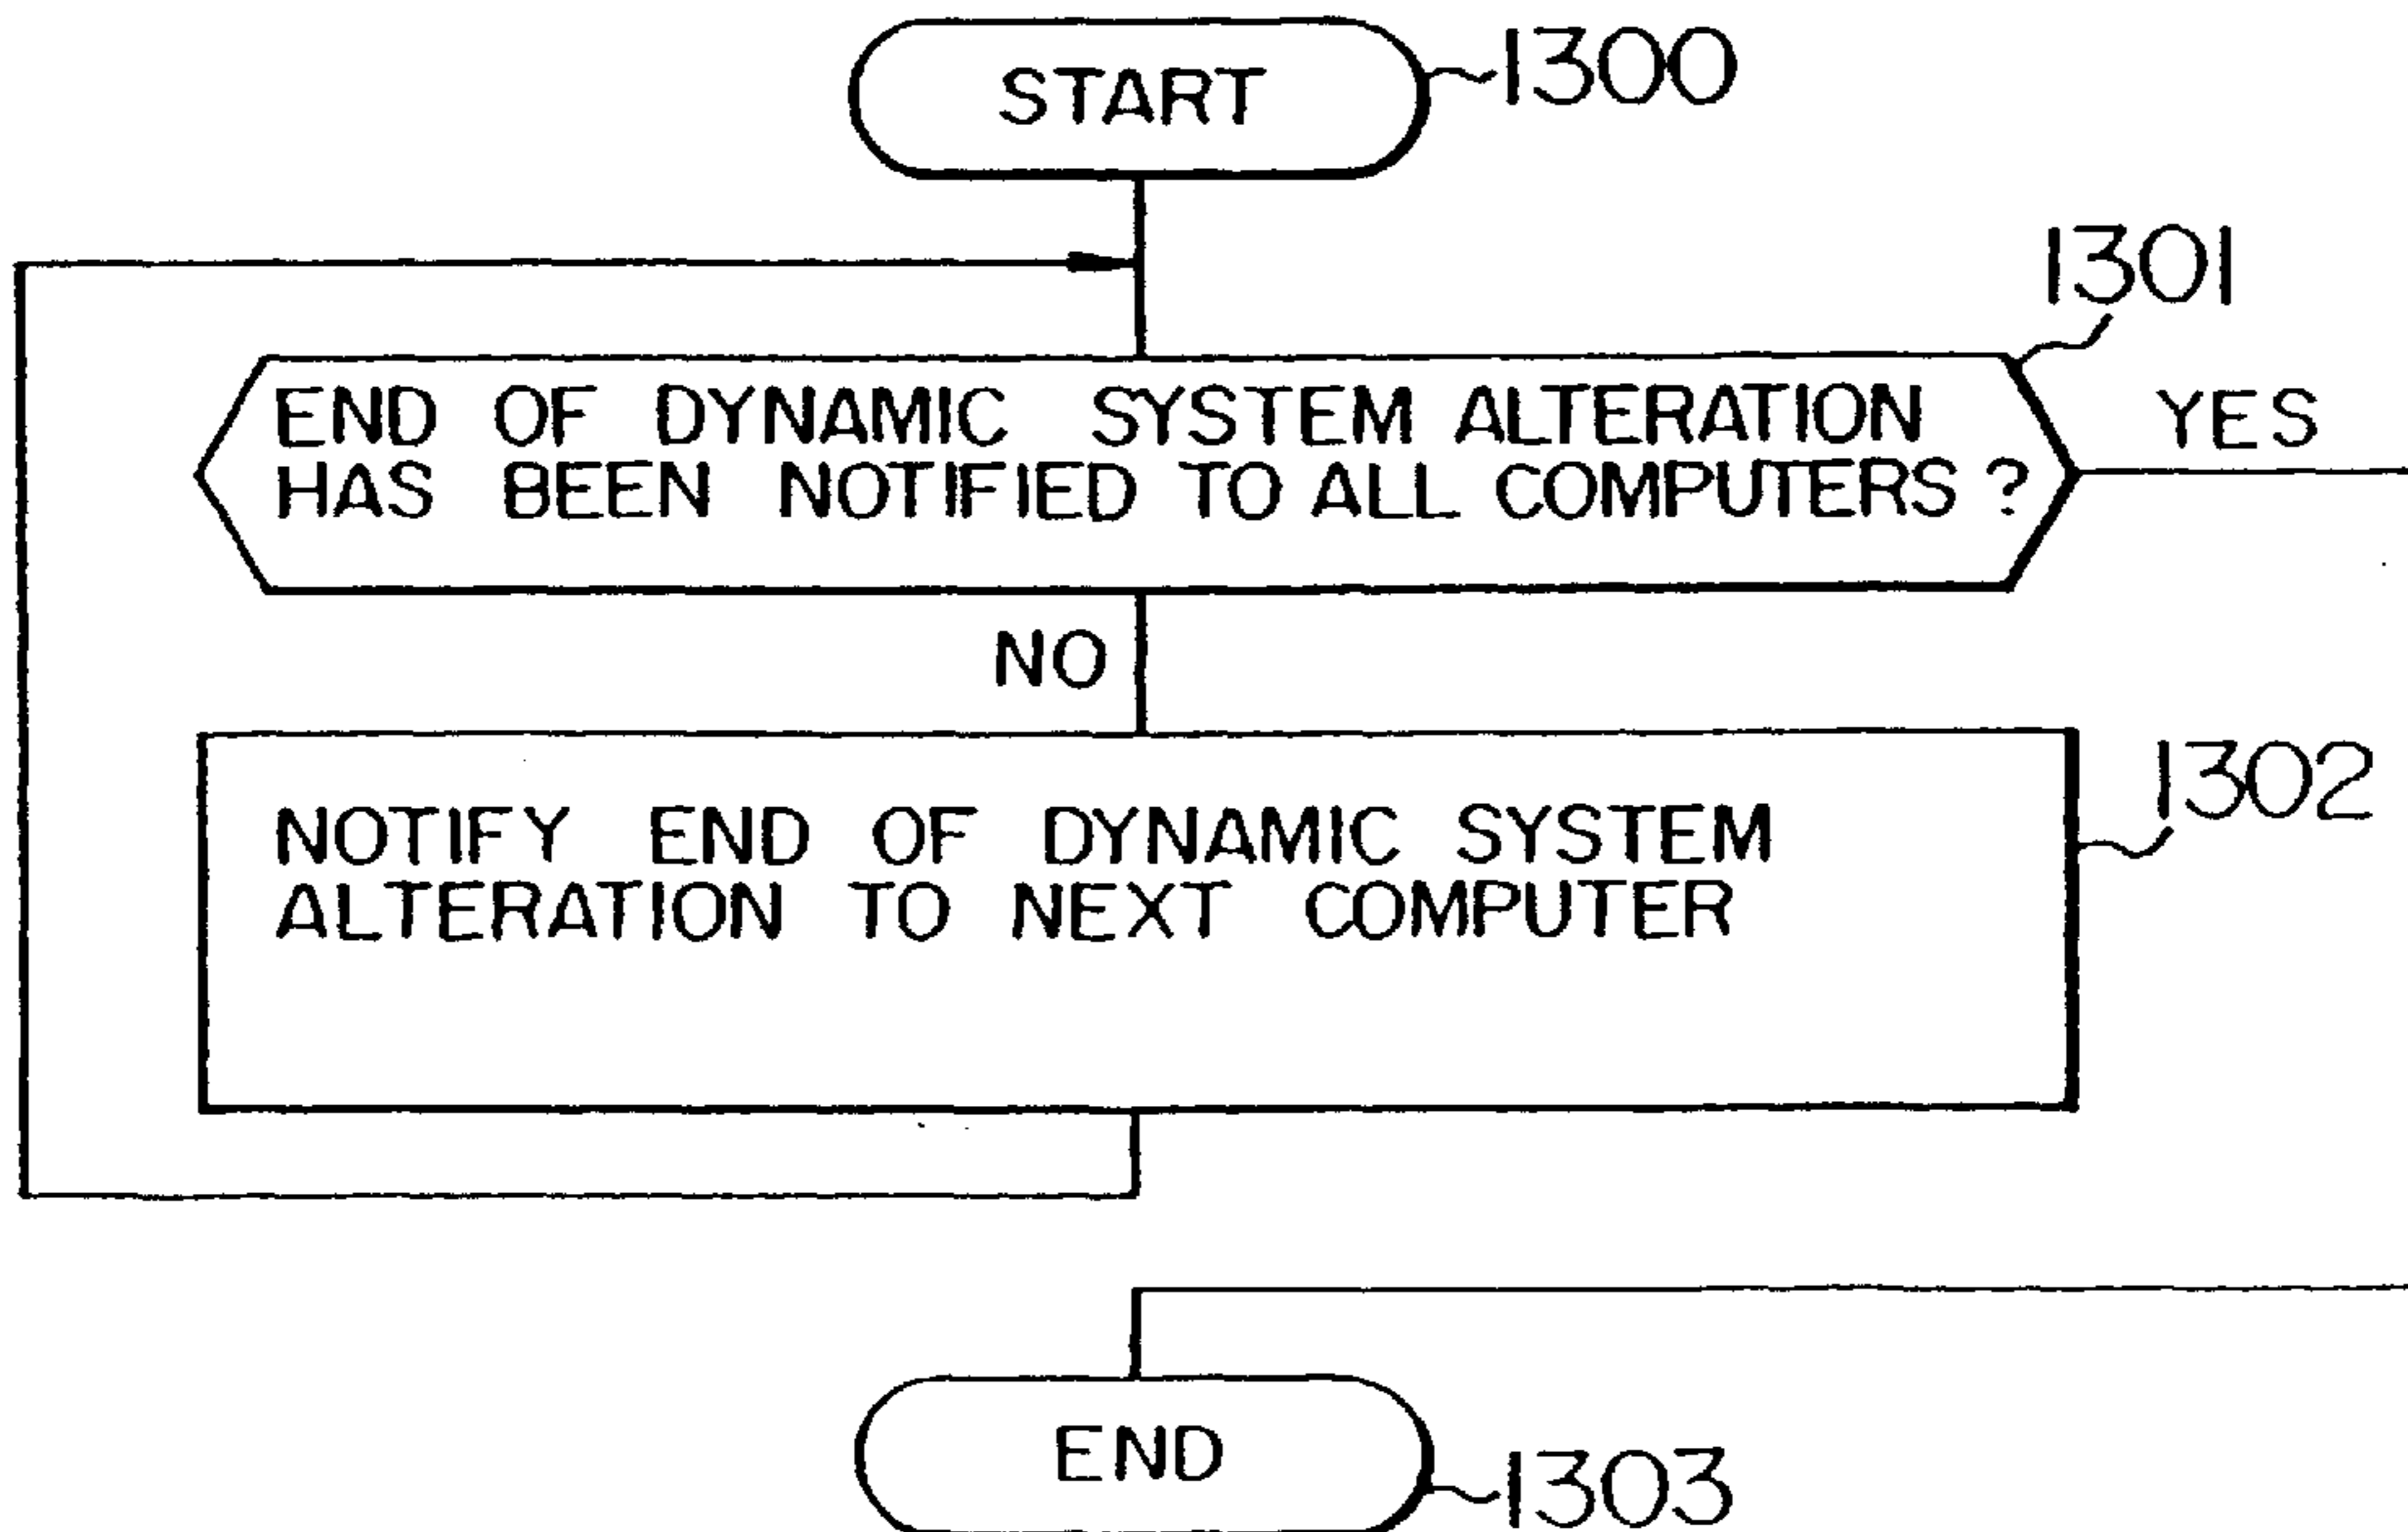 START
1300
1301
END OF DYNAMIC SYSTEM ALTERATION
HAS BEEN NOTIFIED TO ALL COMPUTERS ?
YES
NO
1302
NOTIFY END OF DYNAMIC SYSTEM
ALTERATION TO NEXT COMPUTER
END
1303